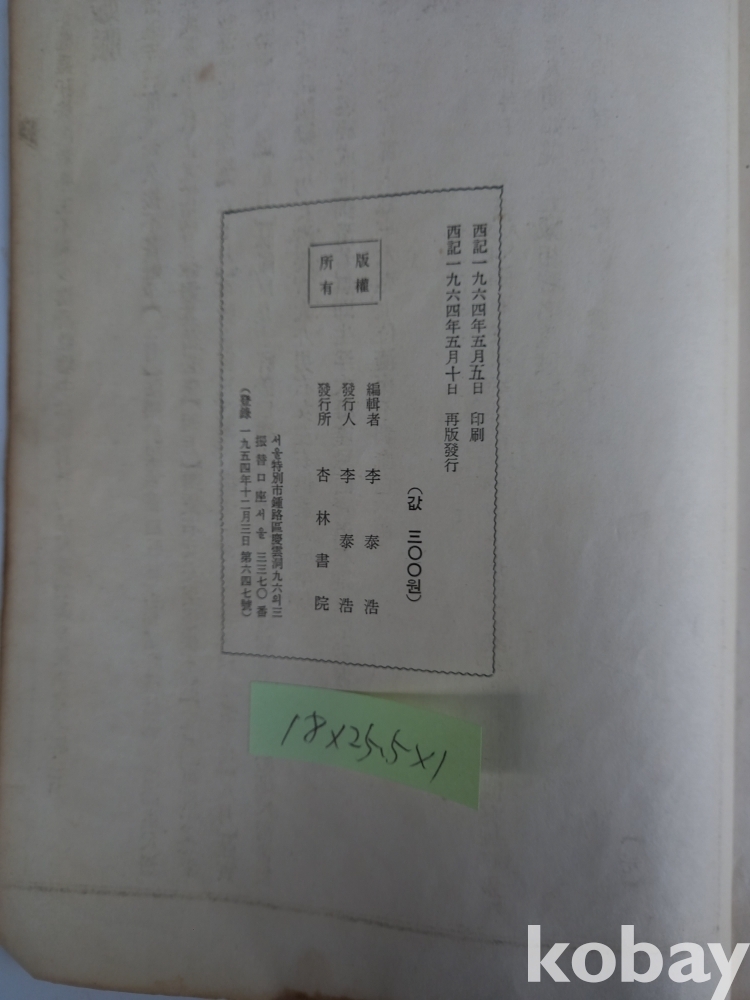 西記一九六四年五月五日 印刷
西記一九六四年五月十日 再版發行
(값 三〇〇원)
編輯者 李泰浩
發行人 李泰浩
發行所 杏林書院
서울特別市鍾路區慶雲洞九六의三
振替口座서울 三三七〇番
(登錄 一九五四年十二月三日 第六四七號)
版權
所有
18x25.5x1
kobay